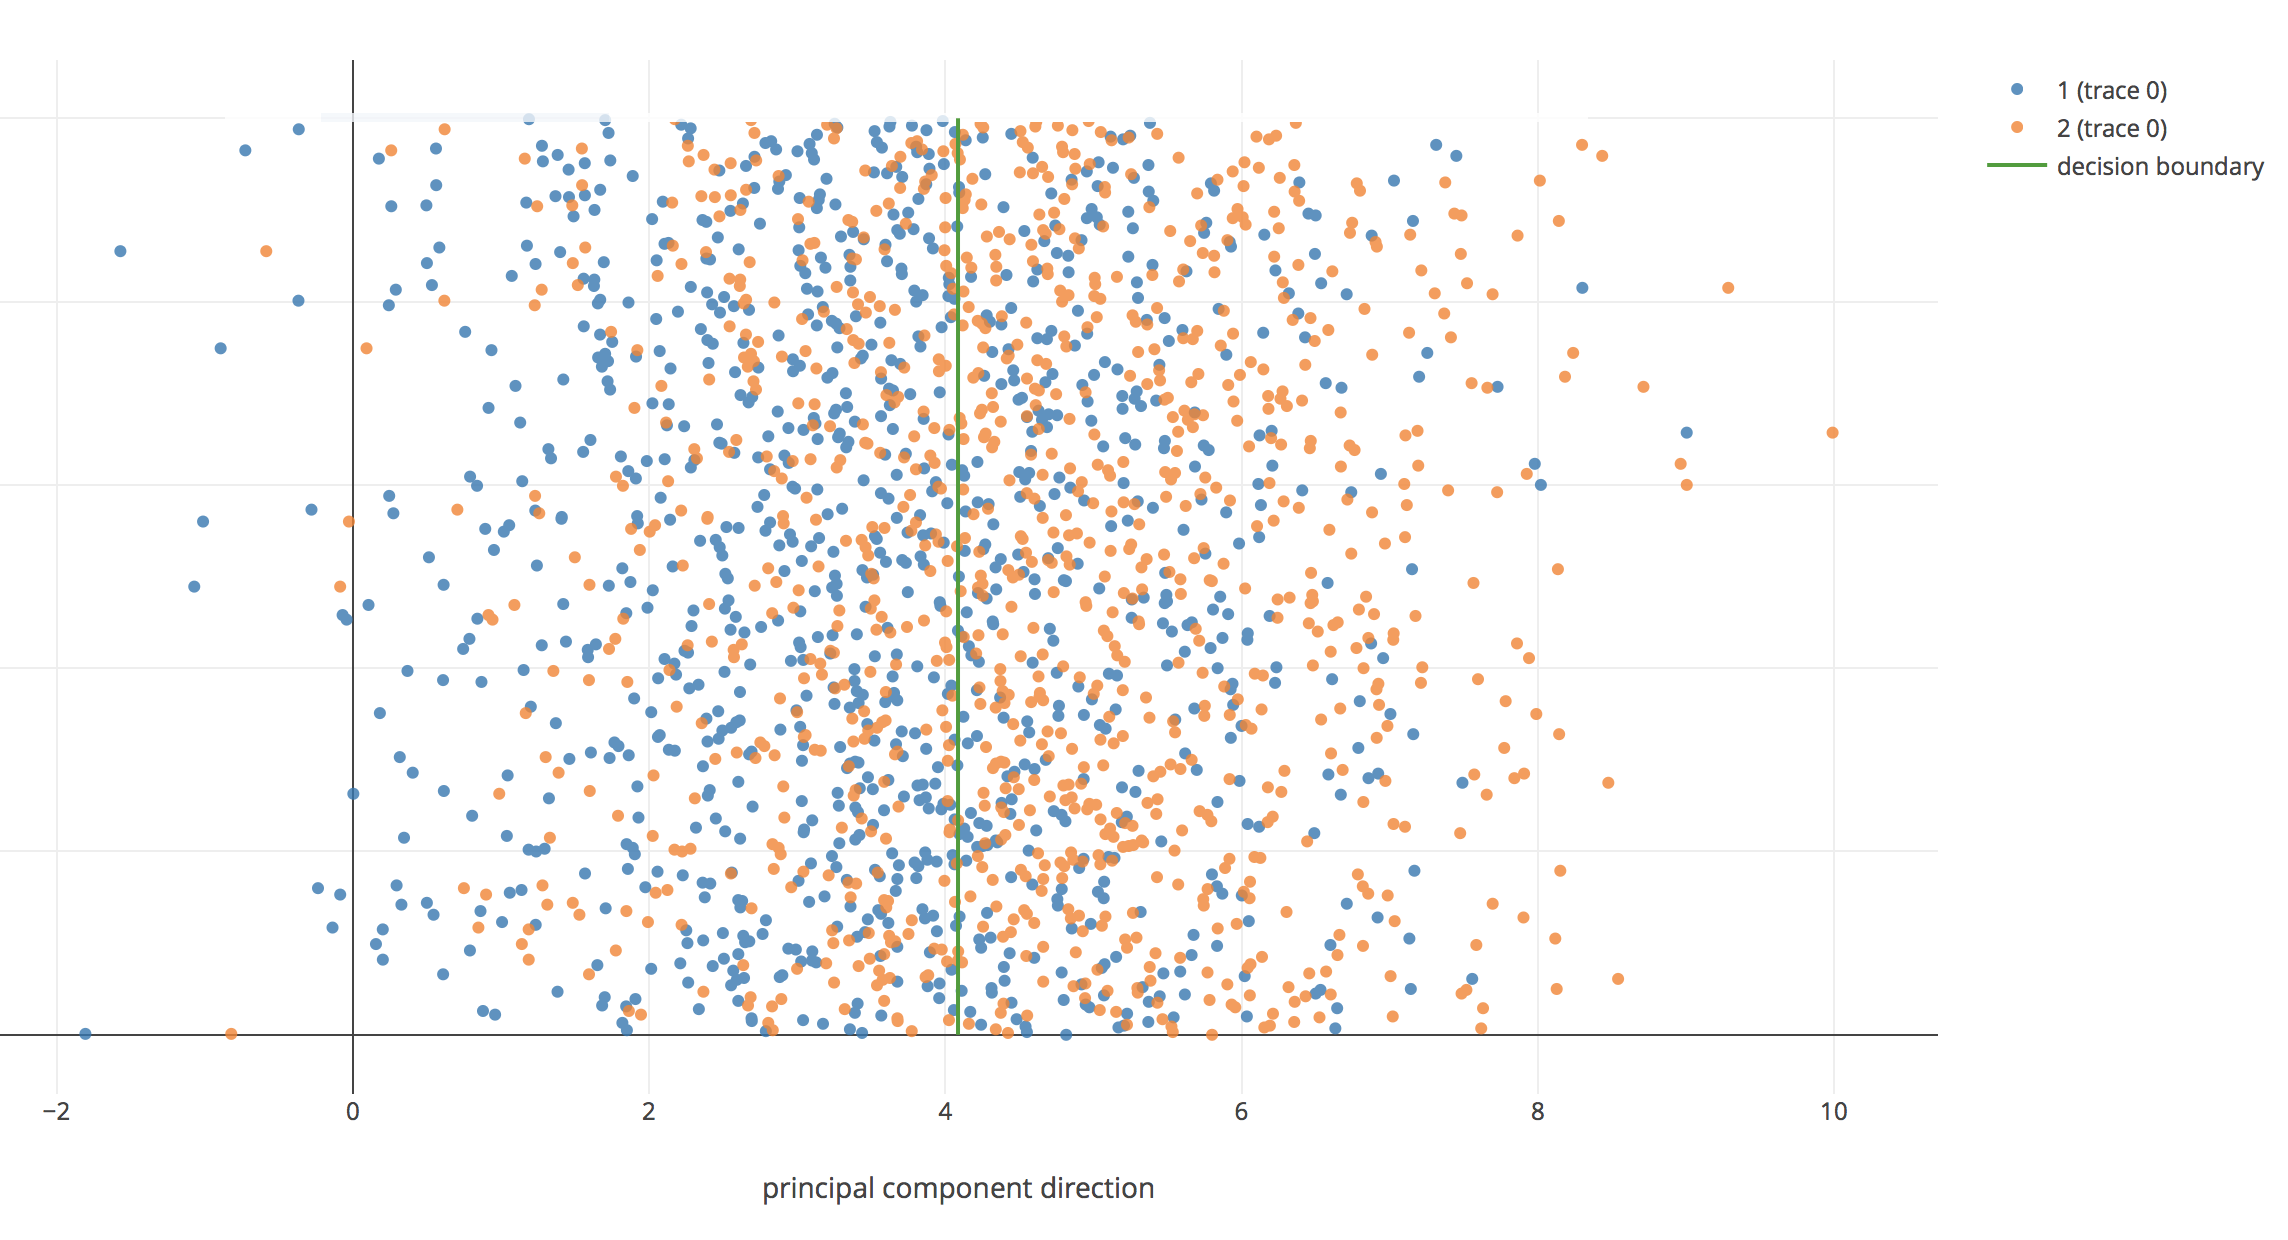 1 (trace 0)
2 (trace 0)
decision boundary
−2 0 2 4 6 8 10
principal component direction